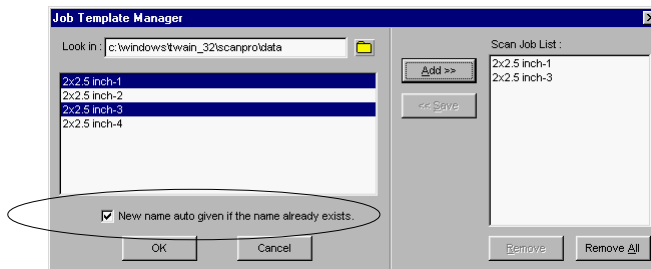 Job Template Manager
Look in : c:\windows\twain_32\scanpro\data
2x2.5 inch-1
2x2.5 inch-2
2x2.5 inch-3
2x2.5 inch-4
New name auto given if the name already exists.
OK
Cancel
Add >>
<< Save
Scan Job List :
2x2.5 inch-1
2x2.5 inch-3
Remove
Remove All